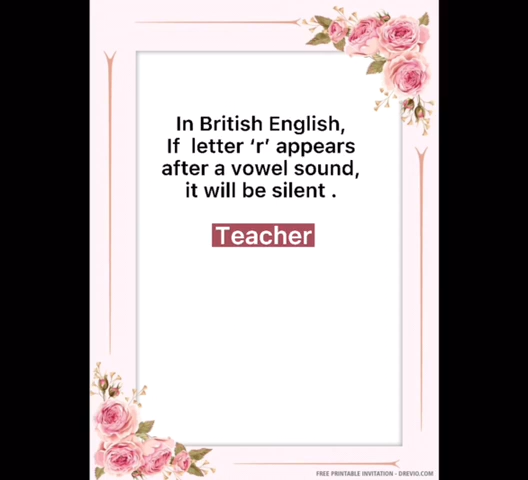 In British English,
If letter ‘r’ appears
after a vowel sound,
it will be silent .
Teacher
FREE PRINTABLE INVITATION - DREVIO.COM